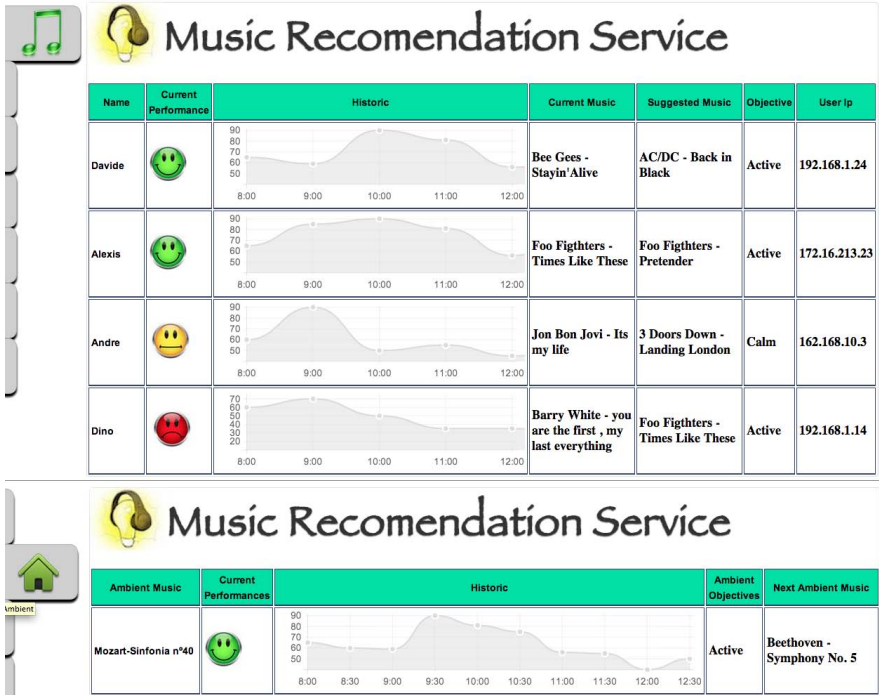 Music Recomendation Service
Name
Current
Performance
Historic
Current Music
Suggested Music
Objective
User Ip
Davide
90
80
70
60
50
8:00 9:00 10:00 11:00 12:00
Bee Gees -
Stayin'Alive
AC/DC - Back in
Black
Active
192.168.1.24
Alexis
90
80
70
60
50
8:00 9:00 10:00 11:00 12:00
Foo Figthters -
Times Like These
Foo Figthters -
Pretender
Active
172.16.213.23
Andre
90
80
70
60
50
8:00 9:00 10:00 11:00 12:00
Jon Bon Jovi - Its
my life
3 Doors Down -
Landing London
Calm
162.168.10.3
Dino
70
60
50
40
30
20
8:00 9:00 10:00 11:00 12:00
Barry White - you
are the first , my
last everything
Foo Figthters -
Times Like These
Active
192.168.1.14
Music Recomendation Service
Ambient
Ambient Music
Current
Performances
Historic
Ambient
Objectives
Next Ambient Music
Mozart-Sinfonia nº40
90
80
70
60
50
8:00 8:30 9:00 9:30 10:00 10:30 11:00 11:30 12:00 12:30
Active
Beethoven -
Symphony No. 5